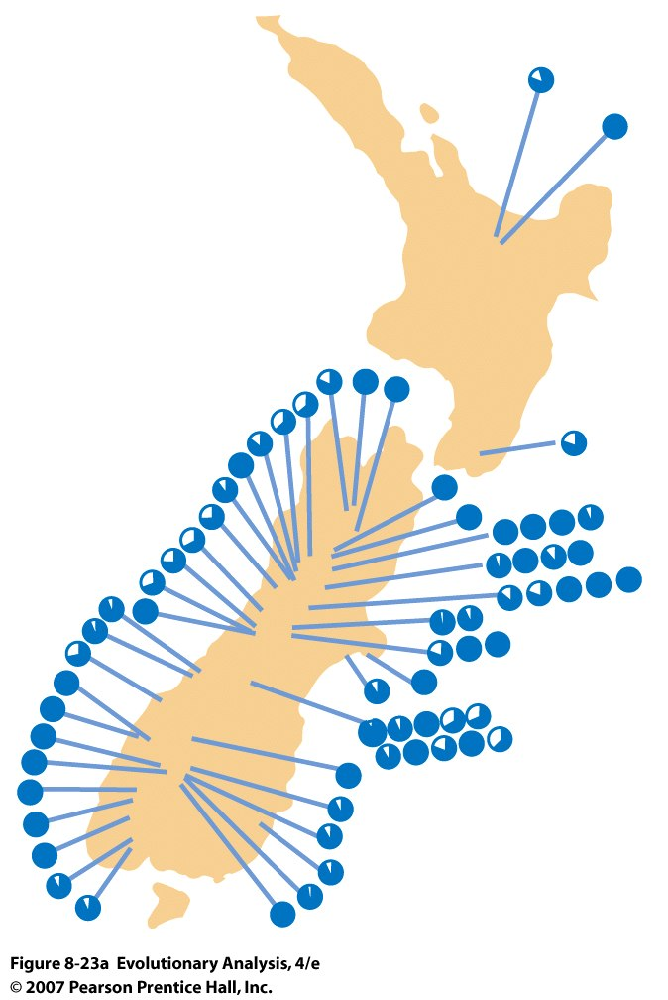 Figure 8-23a Evolutionary Analysis, 4/e
© 2007 Pearson Prentice Hall, Inc.